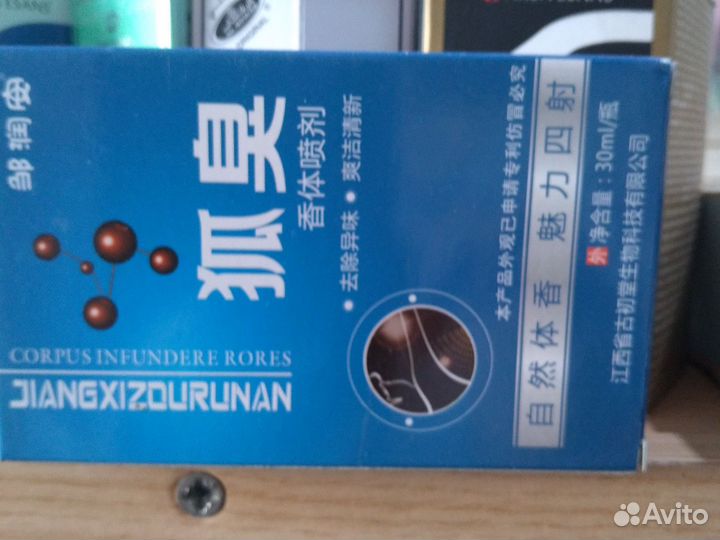 邹润安
狐臭
香体喷剂
• 去除异味 • 爽洁清新
CORPUS INFUNDERE RORES
JIANGXIZOURUNAN
本产品外观已申请专利仿冒必究
自然体香 魅力四射
外 净含量：30ml/瓶
江西省古初堂生物科技有限公司
Avito